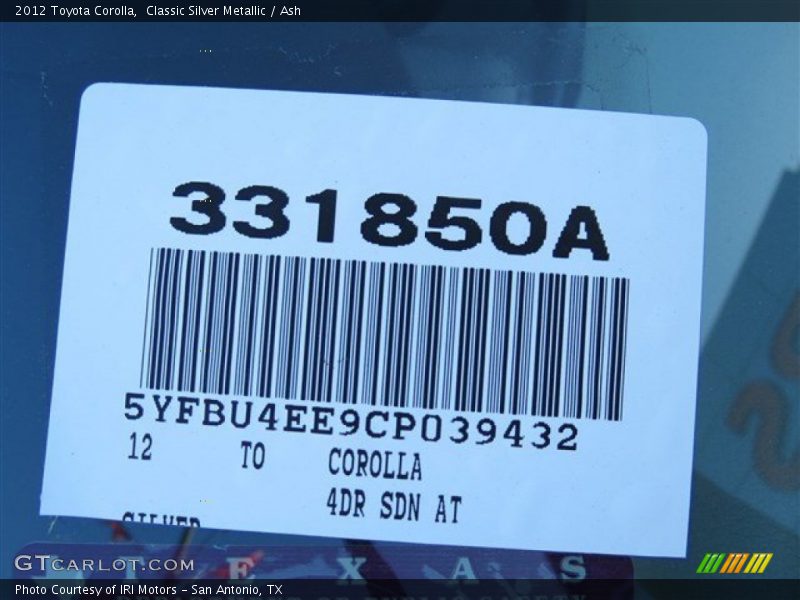 2012 Toyota Corolla,  Classic Silver Metallic / Ash
331850A
5YFBU4EE9CP039432
12 TO COROLLA
4DR SDN AT
SILVER
GTCARLOT.COM
T E X A S
Photo Courtesy of IRI Motors - San Antonio, TX